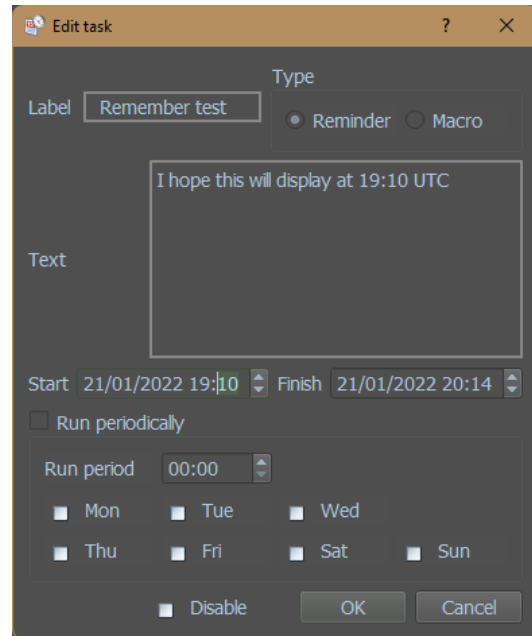 Edit task
Type
Label Remember test
Reminder Macro
I hope this will display at 19:10 UTC
Text
Start 21/01/2022 19:10 Finish 21/01/2022 20:14
Run periodically
Run period 00:00
Mon Tue Wed
Thu Fri Sat Sun
Disable OK Cancel